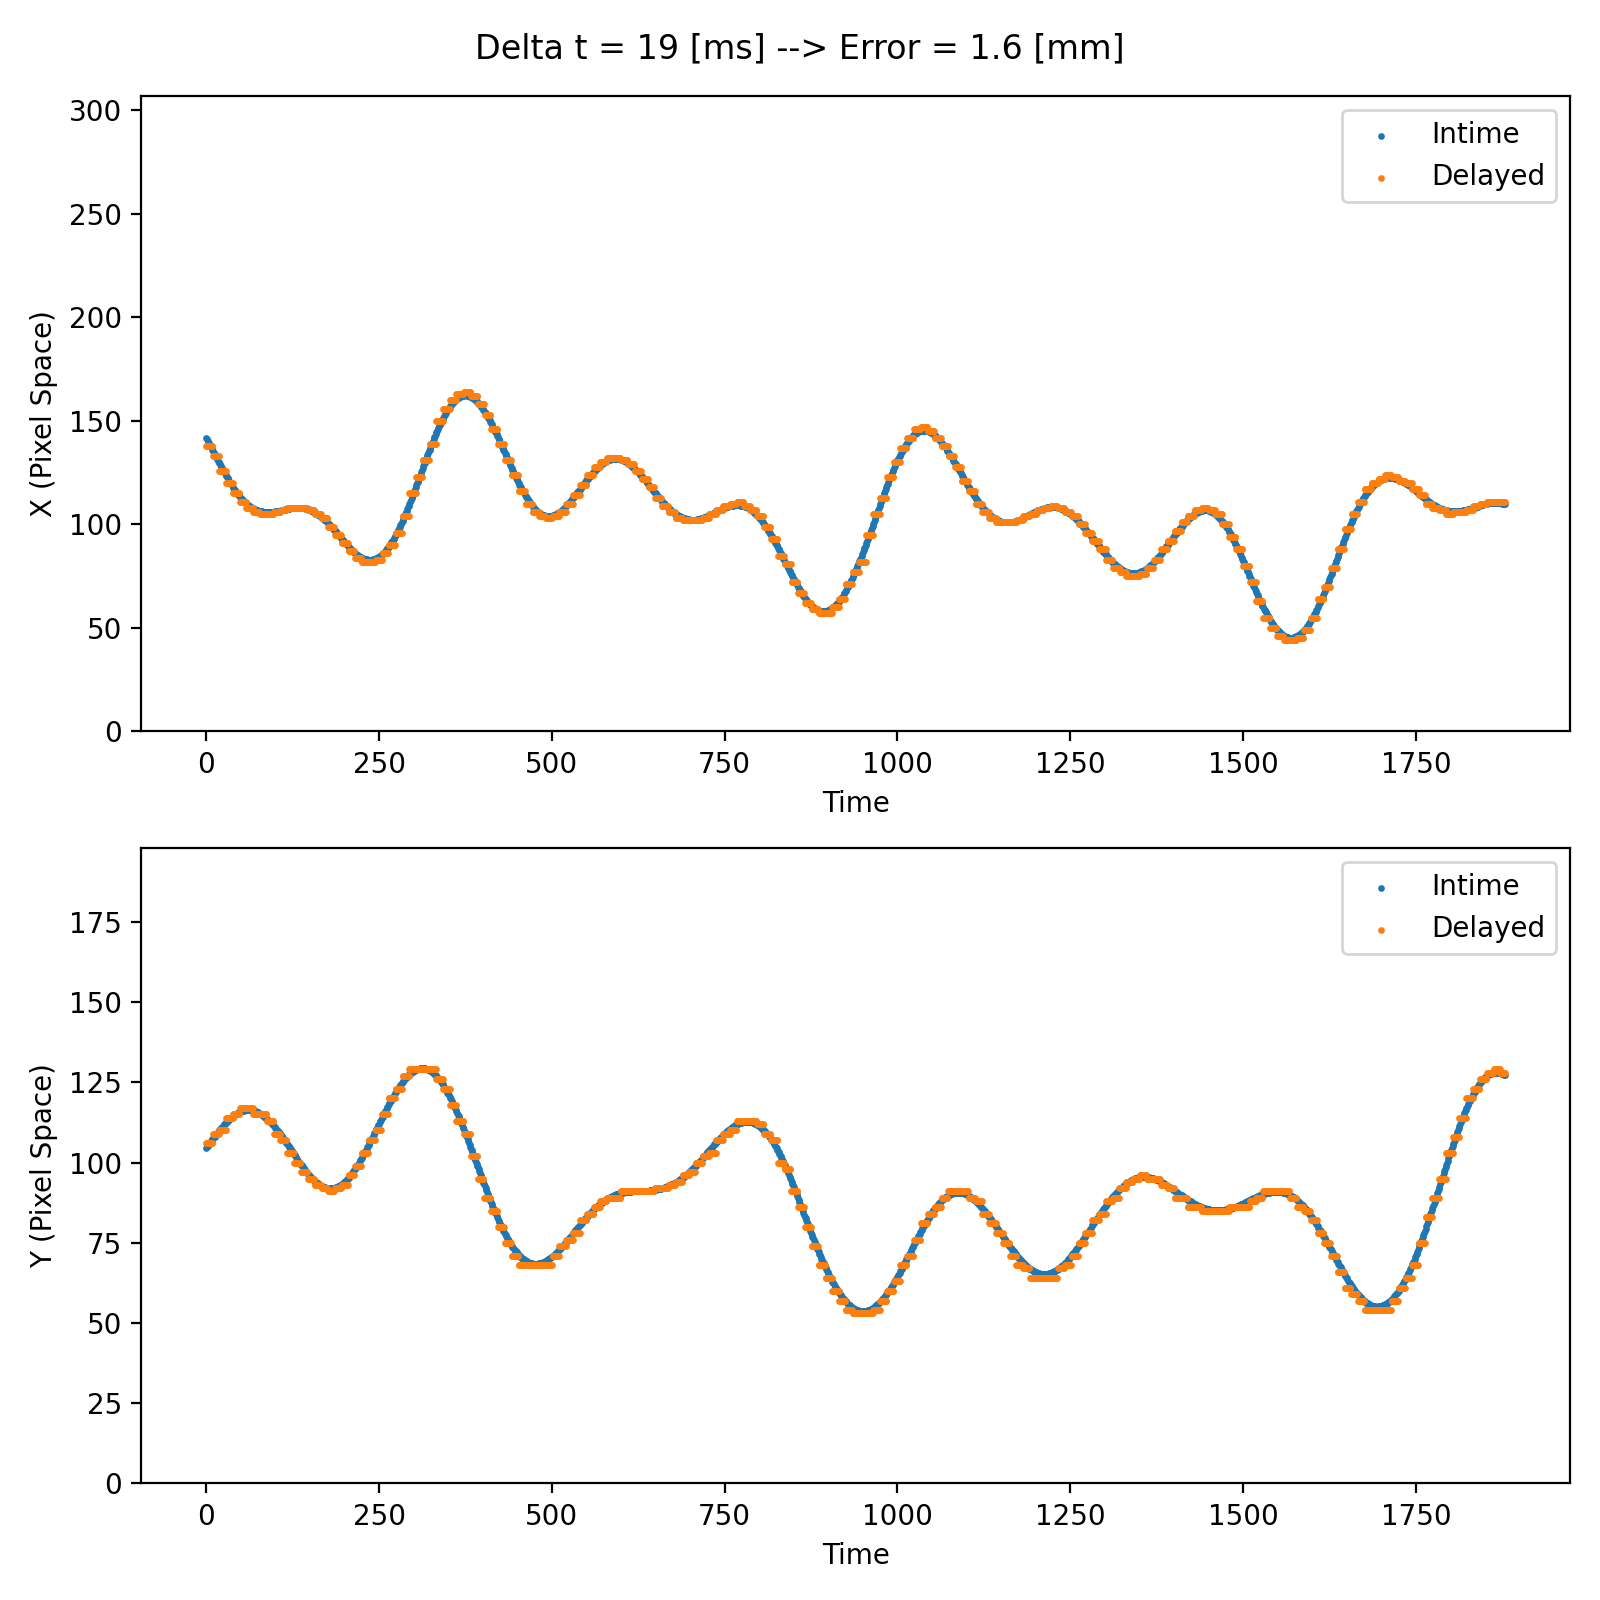 Delta t = 19 [ms] --> Error = 1.6 [mm]
300
250
200
150
100
50
0
X (Pixel Space)
Intime
Delayed
0 250 500 750 1000 1250 1500 1750
Time
175
150
125
100
75
50
25
0
Y (Pixel Space)
Intime
Delayed
0 250 500 750 1000 1250 1500 1750
Time